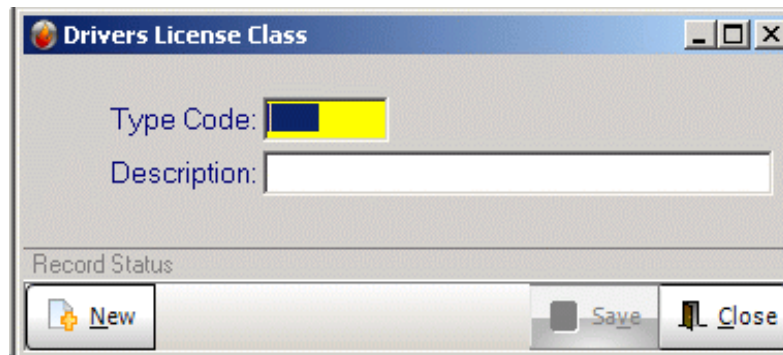 Drivers License Class
Type Code:
Description:
Record Status
New Save Close